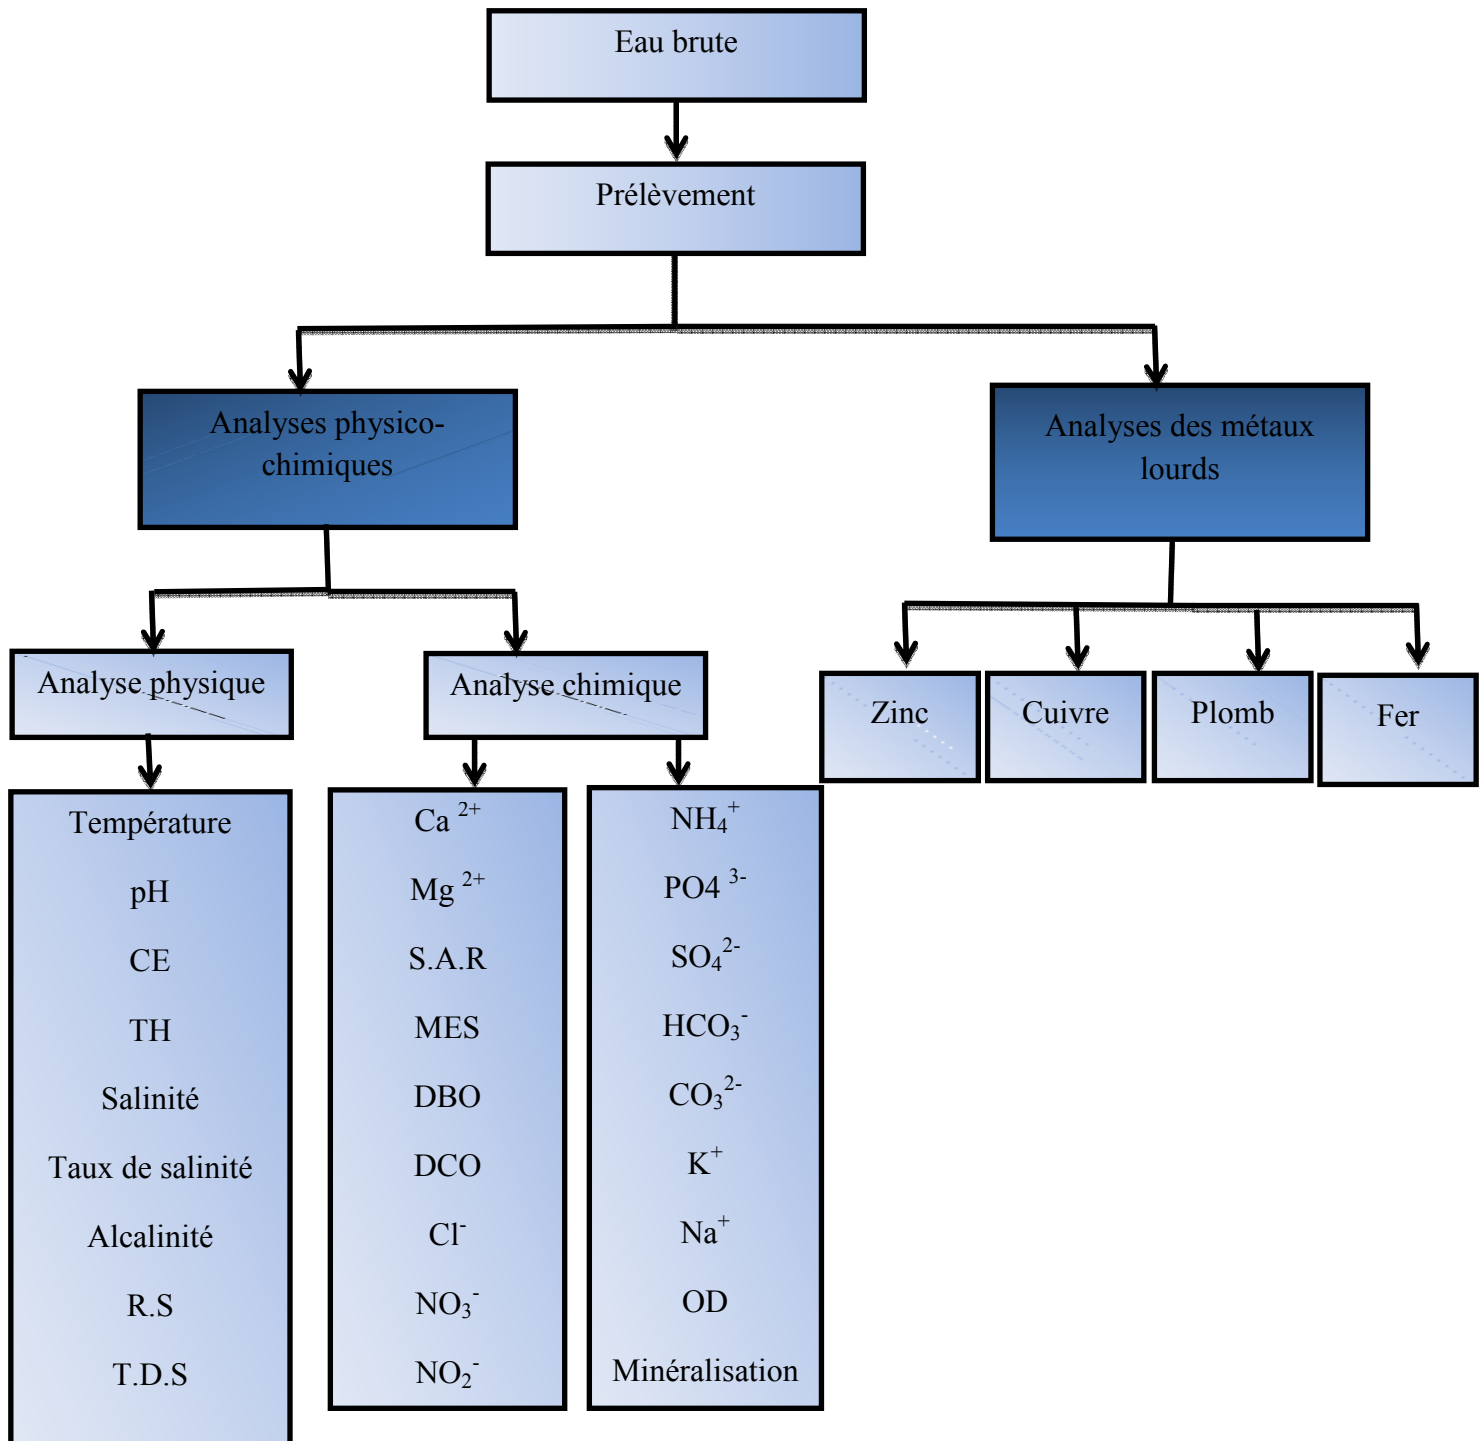 Eau brute
Prélèvement
Analyses physico-
chimiques
Analyses des métaux
lourds
Analyse physique
Analyse chimique
Zinc
Cuivre
Plomb
Fer
Température
pH
CE
TH
Salinité
Taux de salinité
Alcalinité
R.S
T.D.S
Ca ²⁺
Mg ²⁺
S.A.R
MES
DBO
DCO
Cl⁻
NO₃⁻
NO₂⁻
NH₄⁺
PO4 ³⁻
SO₄²⁻
HCO₃⁻
CO₃²⁻
K⁺
Na⁺
OD
Minéralisation